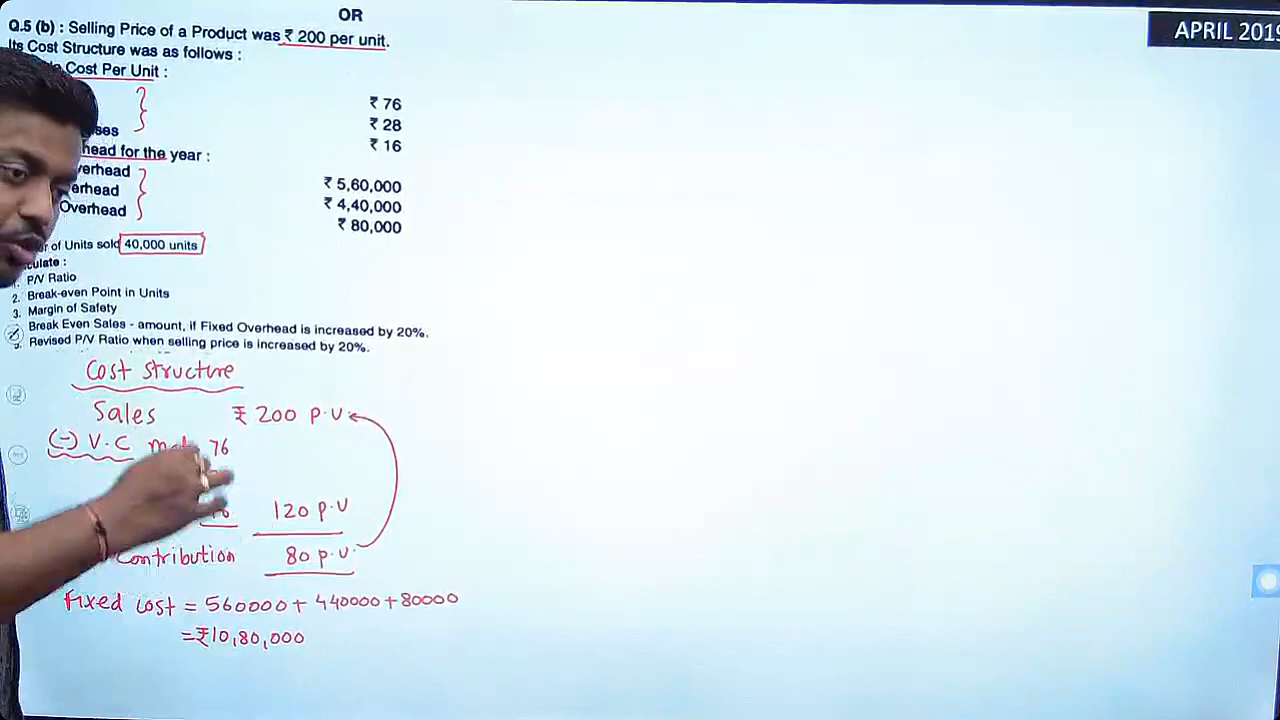 OR
APRIL 2019
Q.5 (b) : Selling Price of a Product was ₹ 200 per unit.
Its Cost Structure was as follows :
Cost Per Unit :
₹ 76
₹ 28
₹ 16
head for the year :
₹ 5,60,000
₹ 4,40,000
Overhead ₹ 80,000
of Units sold 40,000 units
1. P/V Ratio
2. Break-even Point in Units
3. Margin of Safety
Break Even Sales - amount, if Fixed Overhead is increased by 20%.
Revised P/V Ratio when selling price is increased by 20%.
Cost Structure
Sales ₹ 200 p.u
(-) V.C 76
120 p.u
Contribution 80 p.u.
Fixed cost = 560000 + 440000 + 80000
= ₹10,80,000